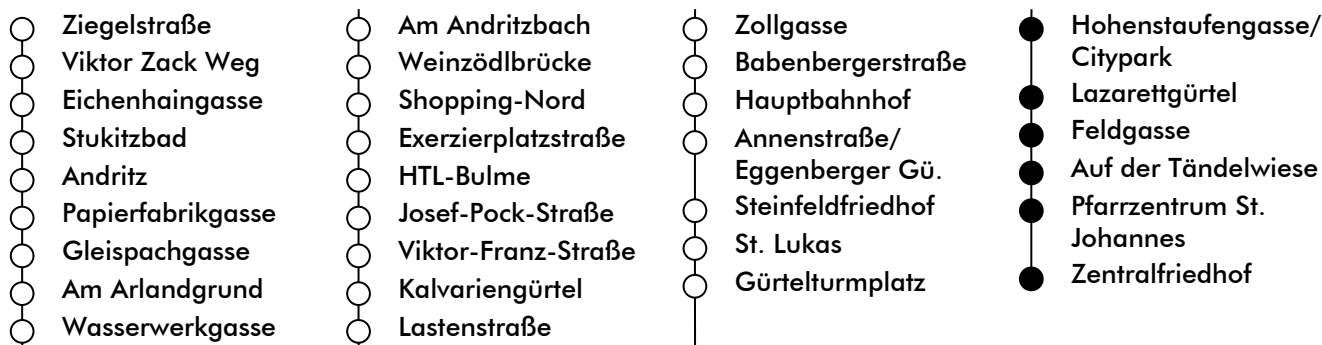 Ziegelstraße
Viktor Zack Weg
Eichenhaingasse
Stukitzbad
Andritz
Papierfabrikgasse
Gleispachgasse
Am Arlandgrund
Wasserwerkgasse
Am Andritzbach
Weinzödlbrücke
Shopping-Nord
Exerzierplatzstraße
HTL-Bulme
Josef-Pock-Straße
Viktor-Franz-Straße
Kalvariengürtel
Lastenstraße
Zollgasse
Babenbergerstraße
Hauptbahnhof
Annenstraße/
Eggenberger Gü.
Steinfeldfriedhof
St. Lukas
Gürtelturmplatz
Hohenstaufengasse/
Citypark
Lazarettgürtel
Feldgasse
Auf der Tändelwiese
Pfarrzentrum St.
Johannes
Zentralfriedhof